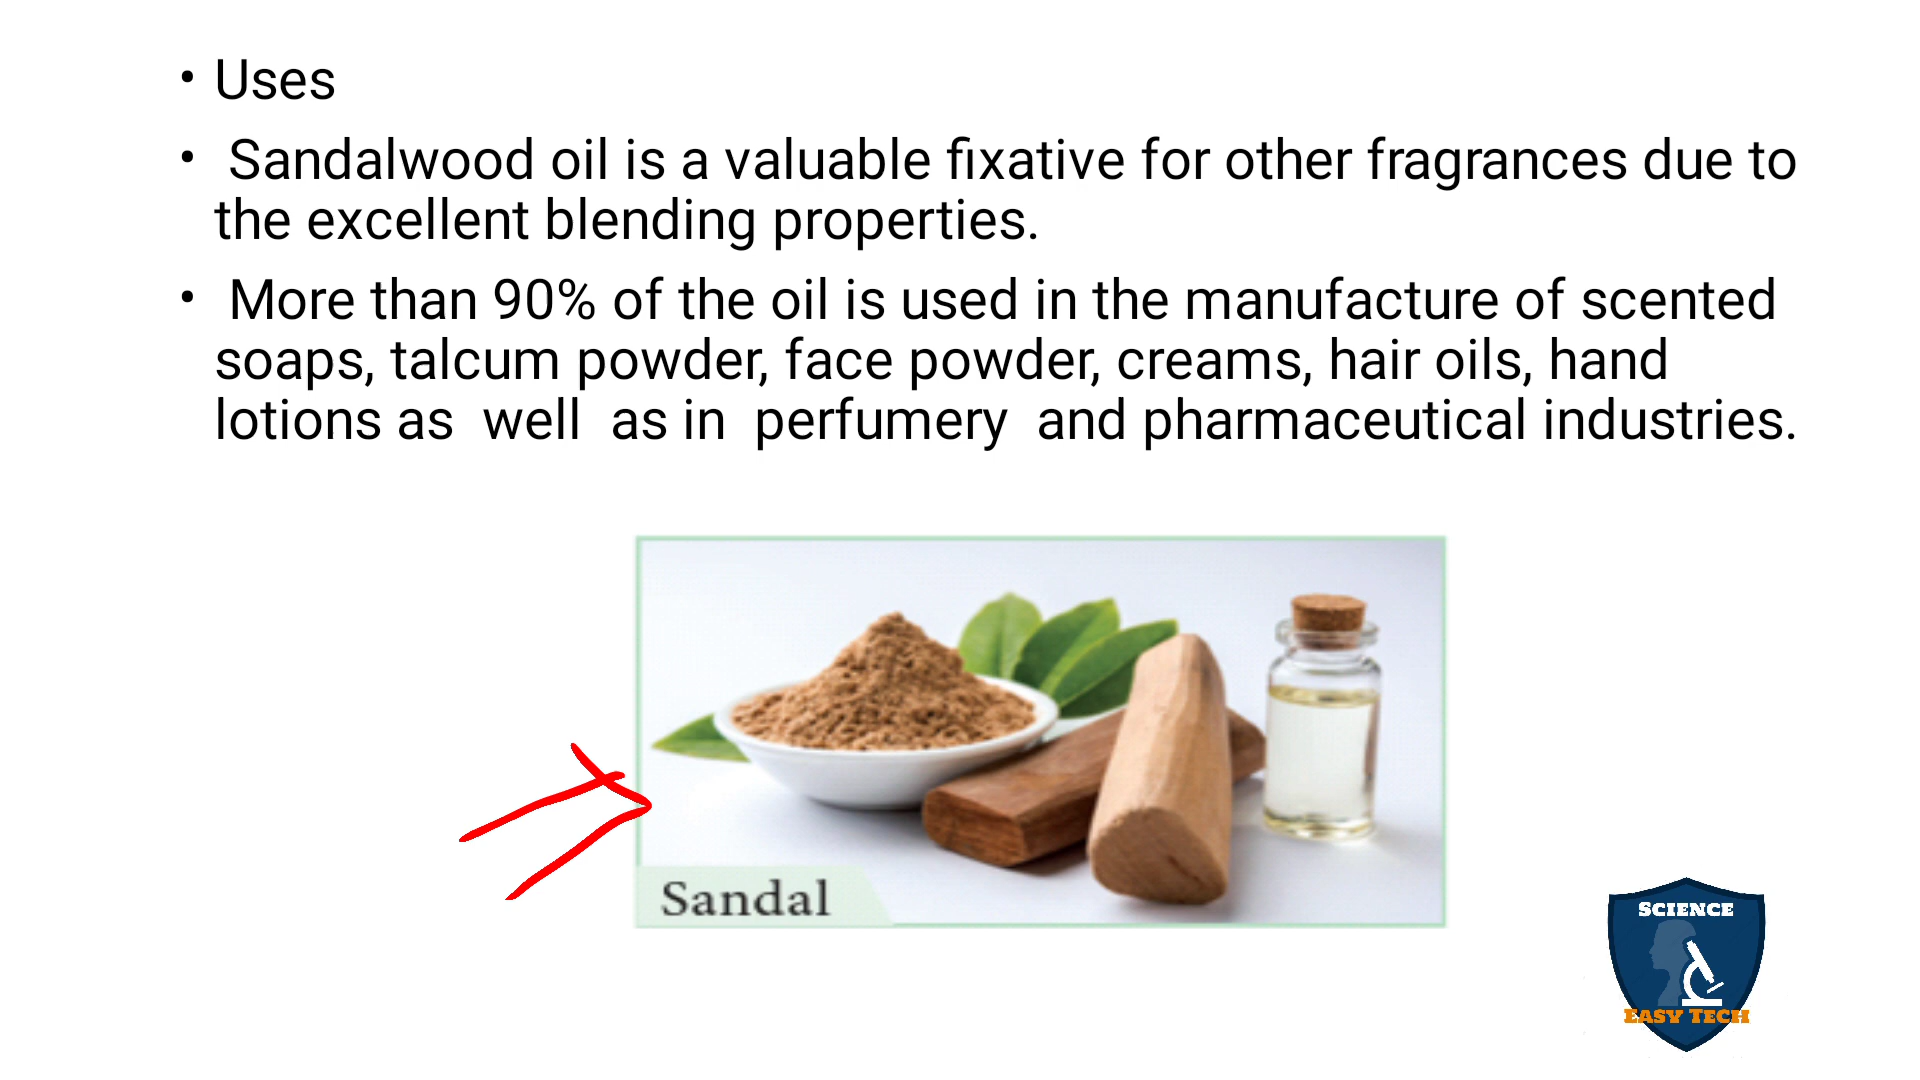 • Uses
• Sandalwood oil is a valuable fixative for other fragrances due to
the excellent blending properties.
• More than 90% of the oil is used in the manufacture of scented
soaps, talcum powder, face powder, creams, hair oils, hand
lotions as well as in perfumery and pharmaceutical industries.
Sandal
SCIENCE
EASY TECH